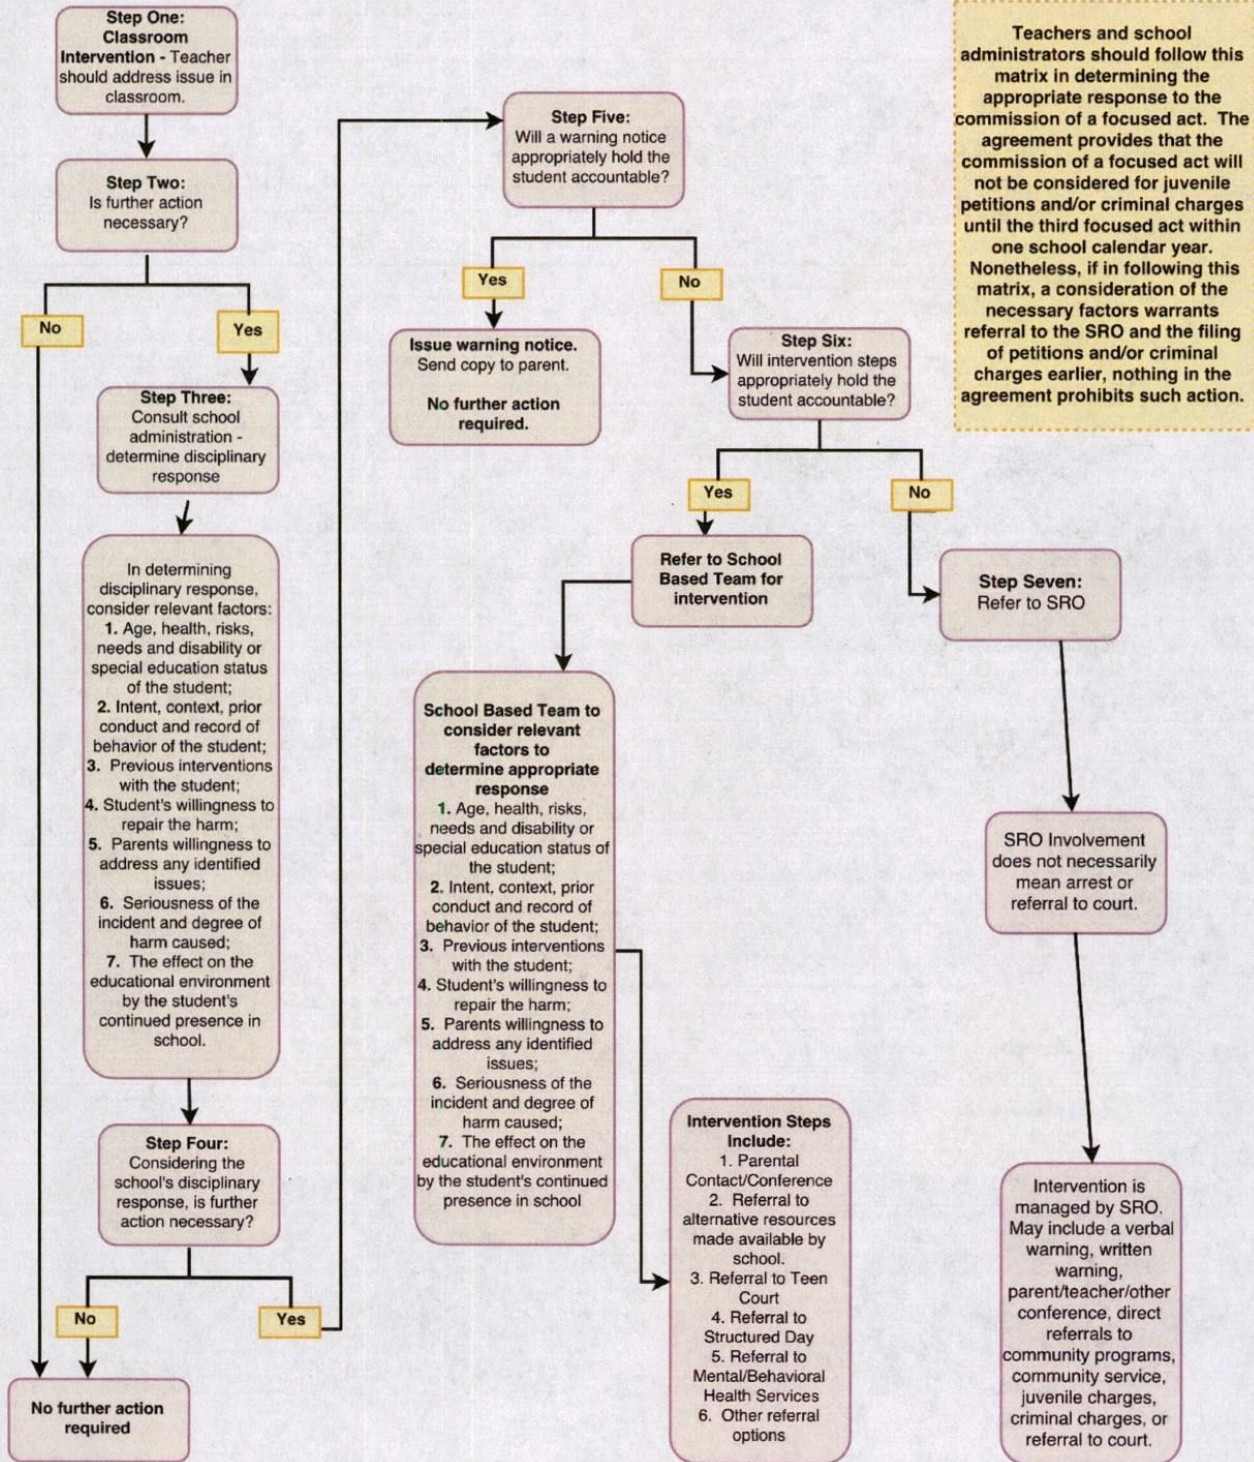 Step One:
Classroom
Intervention - Teacher
should address issue in
classroom.
Step Two:
Is further action
necessary?
No
Yes
Step Three:
Consult school
administration -
determine disciplinary
response
In determining
disciplinary response,
consider relevant factors:
1. Age, health, risks,
needs and disability or
special education status
of the student;
2. Intent, context, prior
conduct and record of
behavior of the student;
3. Previous interventions
with the student;
4. Student's willingness to
repair the harm;
5. Parents willingness to
address any identified
issues;
6. Seriousness of the
incident and degree of
harm caused;
7. The effect on the
educational environment
by the student's
continued presence in
school.
Step Four:
Considering the
school's disciplinary
response, is further
action necessary?
No
Yes
No further action
required
Step Five:
Will a warning notice
appropriately hold the
student accountable?
Yes
No
Issue warning notice.
Send copy to parent.
No further action
required.
Step Six:
Will intervention steps
appropriately hold the
student accountable?
Yes
No
Refer to School
Based Team for
intervention
School Based Team to
consider relevant
factors to
determine appropriate
response
1. Age, health, risks,
needs and disability or
special education status of
the student;
2. Intent, context, prior
conduct and record of
behavior of the student;
3. Previous interventions
with the student;
4. Student's willingness to
repair the harm;
5. Parents willingness to
address any identified
issues;
6. Seriousness of the
incident and degree of
harm caused;
7. The effect on the
educational environment
by the student's continued
presence in school
Intervention Steps
Include:
1. Parental
Contact/Conference
2. Referral to
alternative resources
made available by
school.
3. Referral to Teen
Court
4. Referral to
Structured Day
5. Referral to
Mental/Behavioral
Health Services
6. Other referral
options
Step Seven:
Refer to SRO
SRO Involvement
does not necessarily
mean arrest or
referral to court.
Intervention is
managed by SRO.
May include a verbal
warning, written
warning,
parent/teacher/other
conference, direct
referrals to
community programs,
community service,
juvenile charges,
criminal charges, or
referral to court.
Teachers and school
administrators should follow this
matrix in determining the
appropriate response to the
commission of a focused act. The
agreement provides that the
commission of a focused act will
not be considered for juvenile
petitions and/or criminal charges
until the third focused act within
one school calendar year.
Nonetheless, if in following this
matrix, a consideration of the
necessary factors warrants
referral to the SRO and the filing
of petitions and/or criminal
charges earlier, nothing in the
agreement prohibits such action.